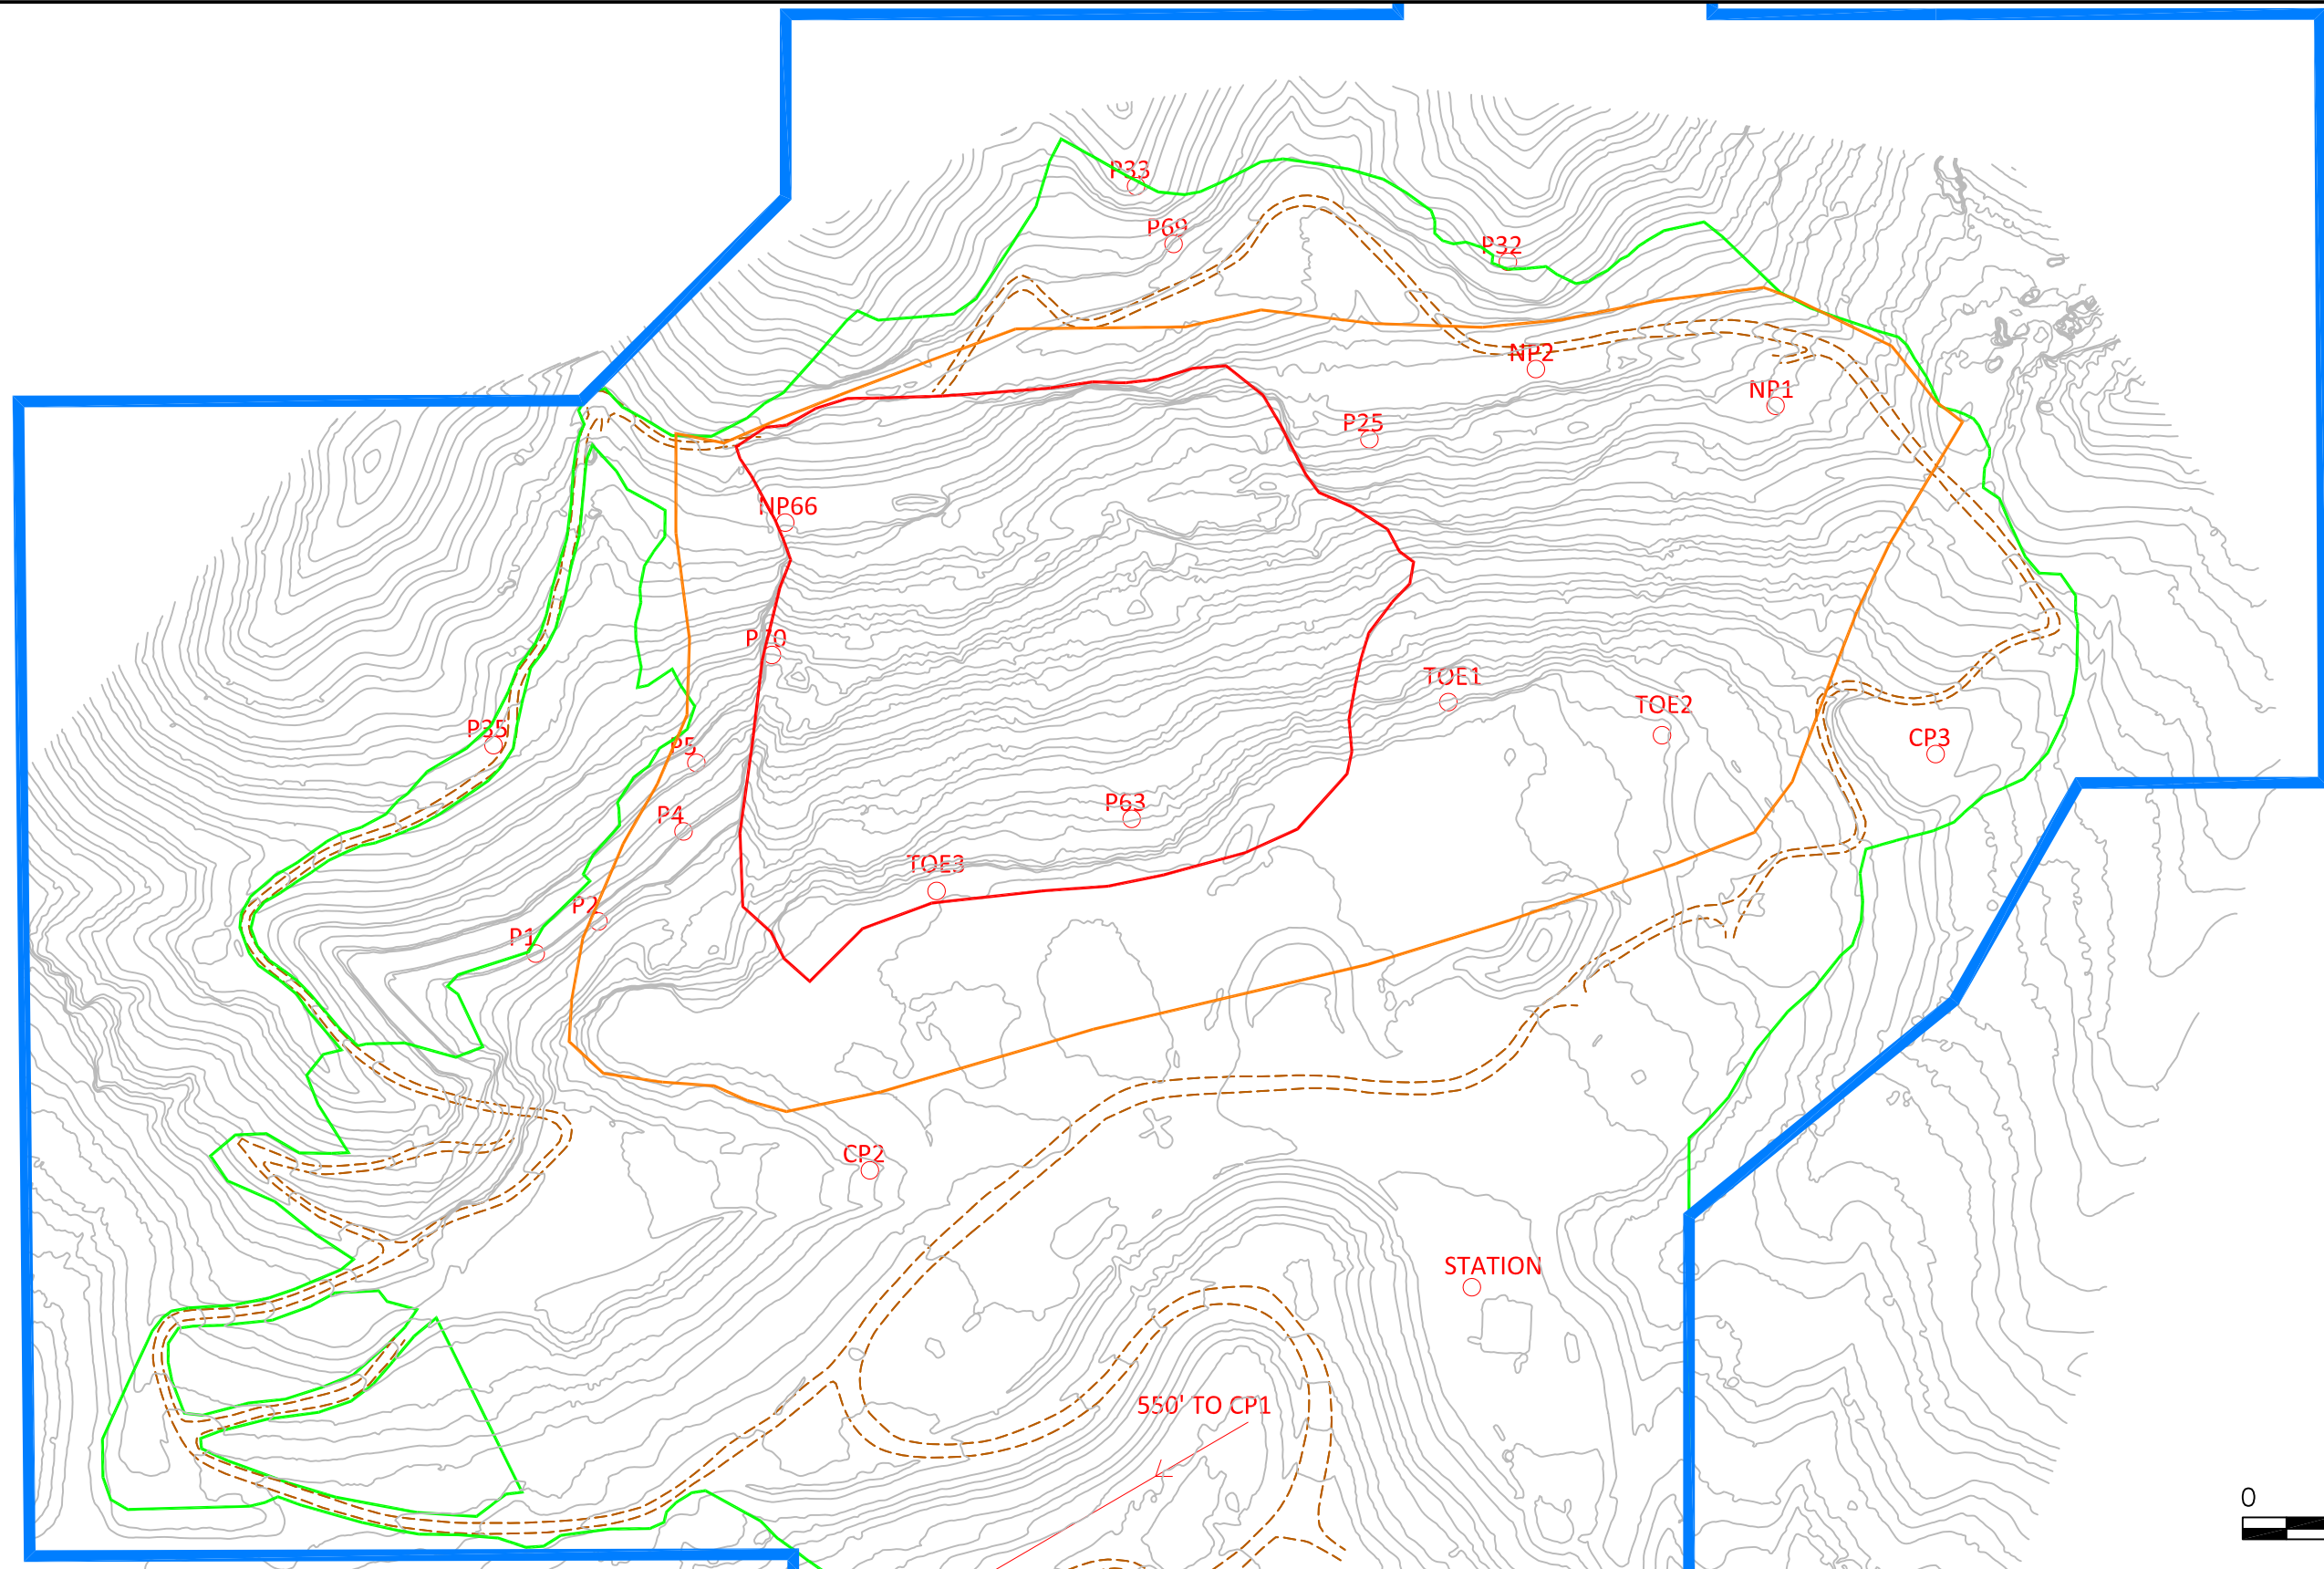 P33
P69
P32
NP2
NP1
P25
NP66
P70
TOE1
TOE2
P35
CP3
P5
P63
P4
TOE3
P2
P1
CP2
STATION
550' TO CP1
0